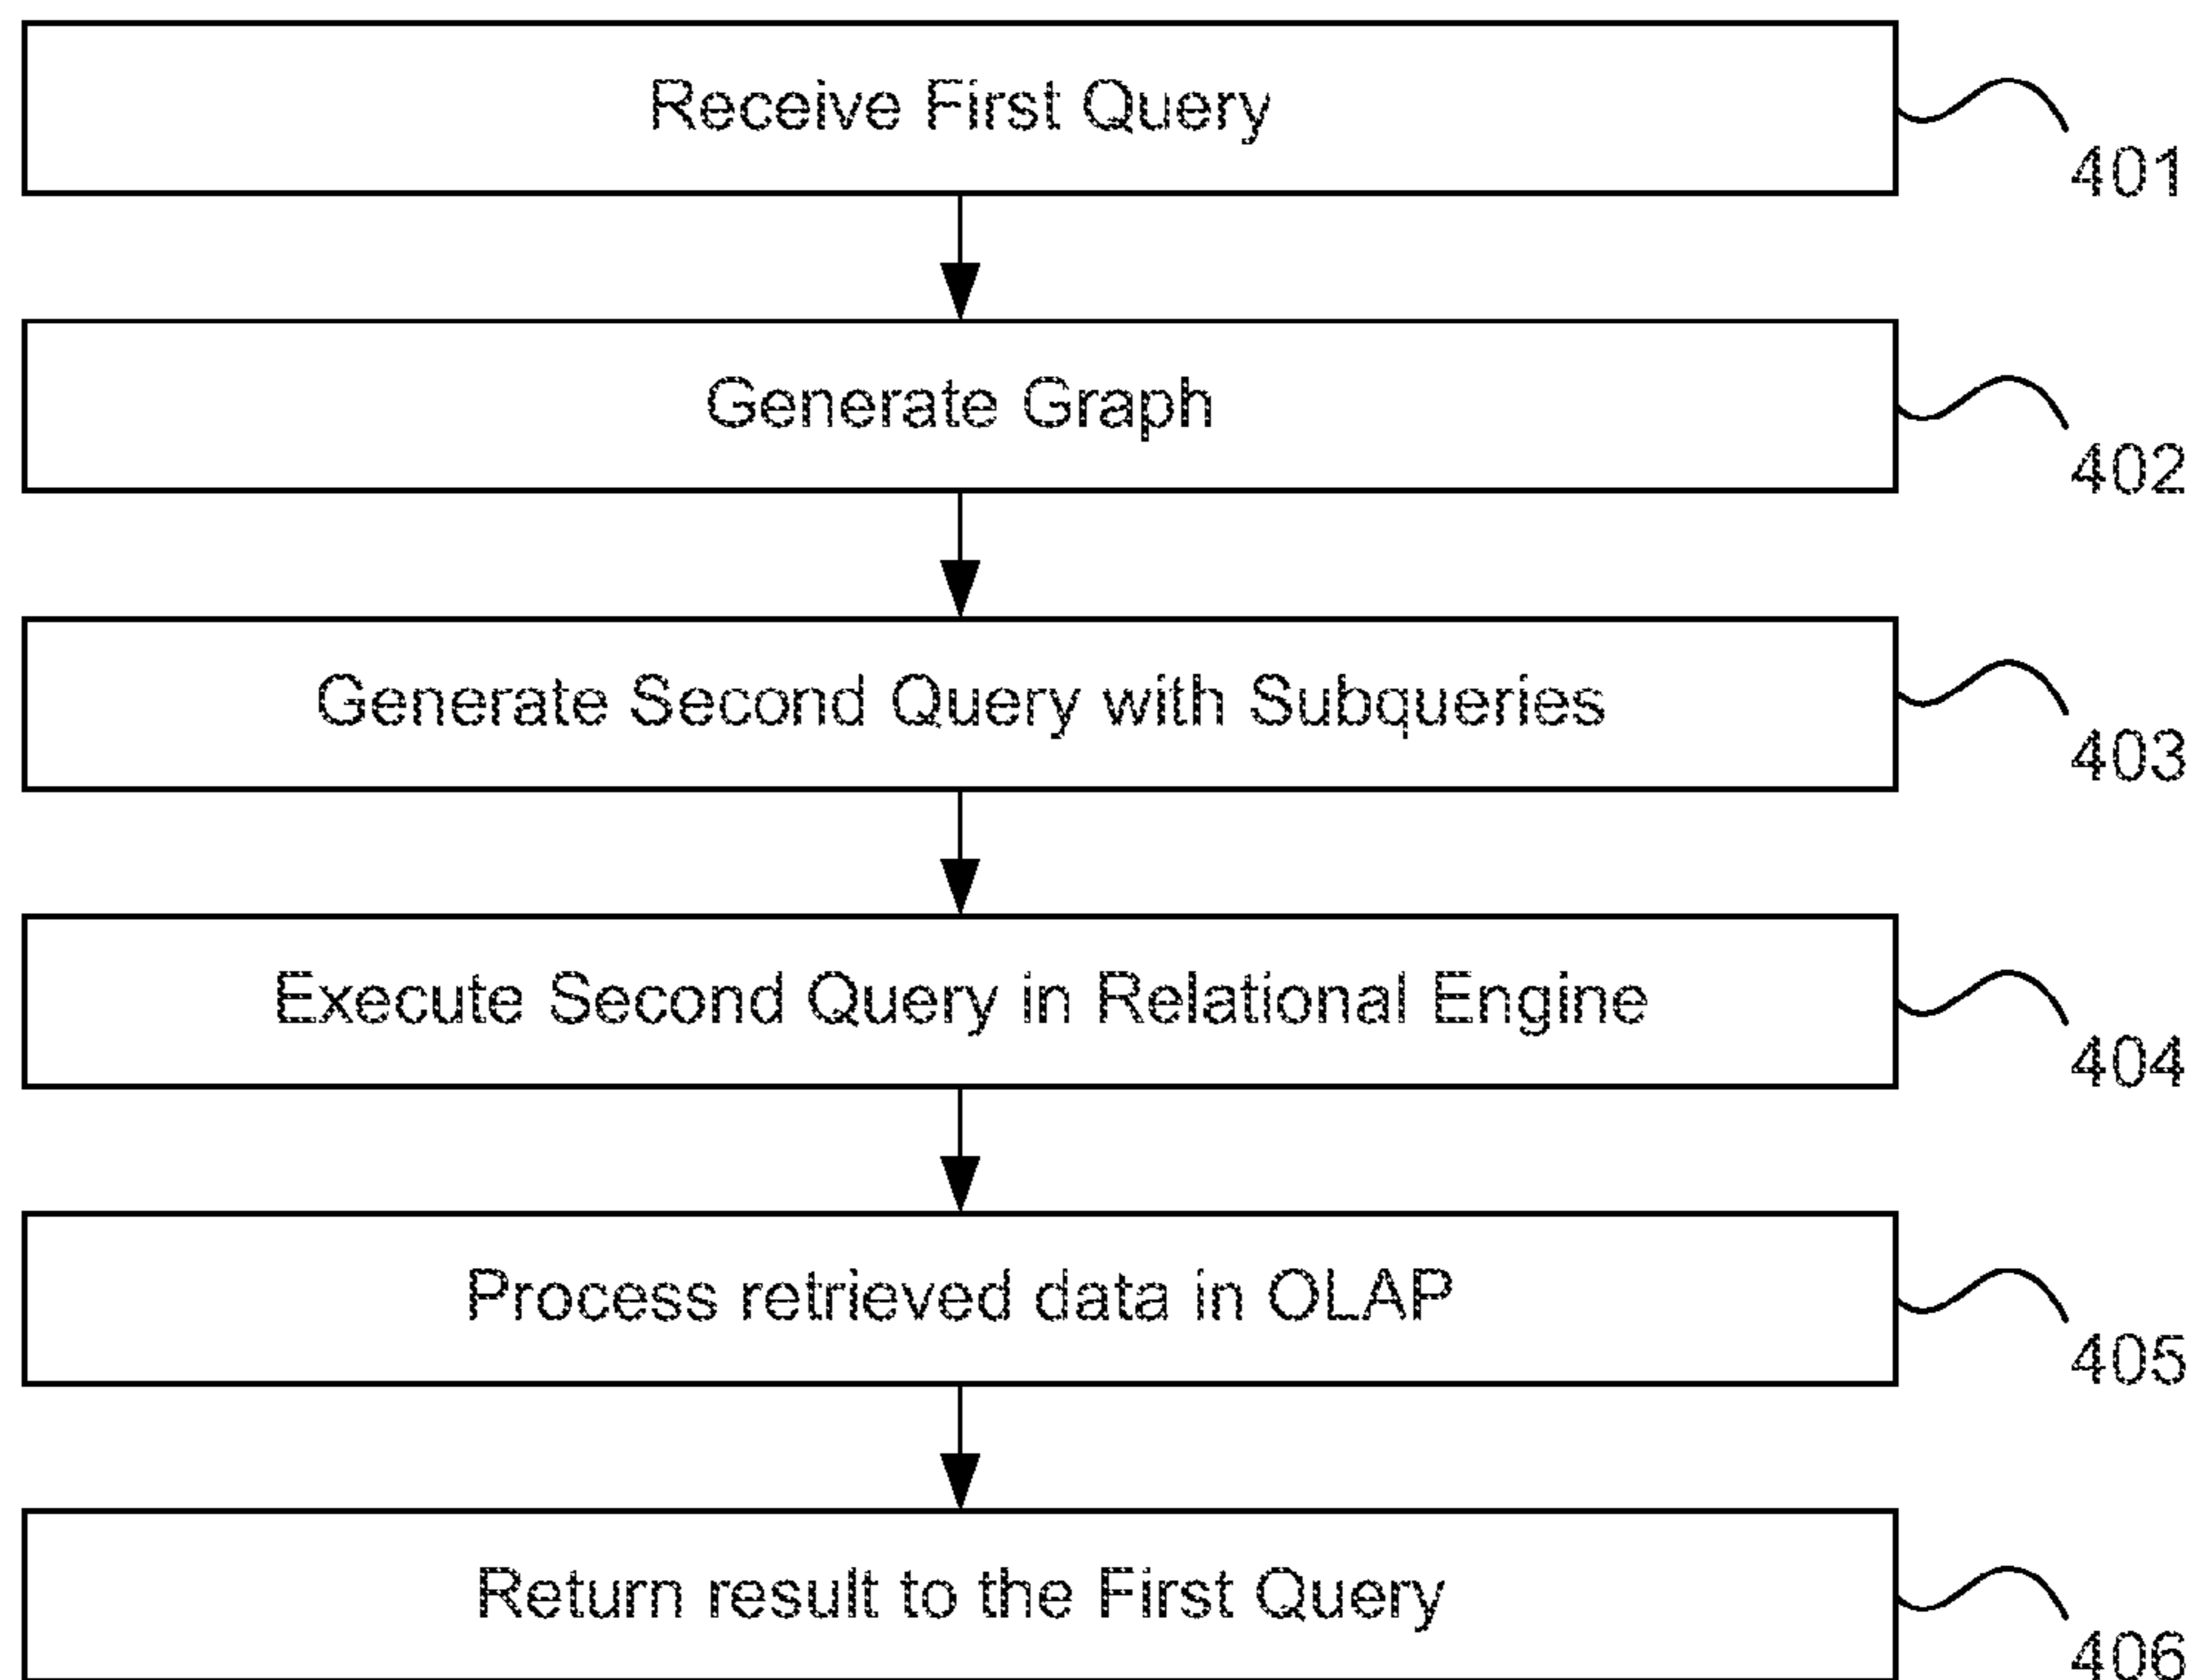 Receive First Query
401
Generate Graph
402
Generate Second Query with Subqueries
403
Execute Second Query in Relational Engine
404
Process retrieved data in OLAP
405
Return result to the First Query
406